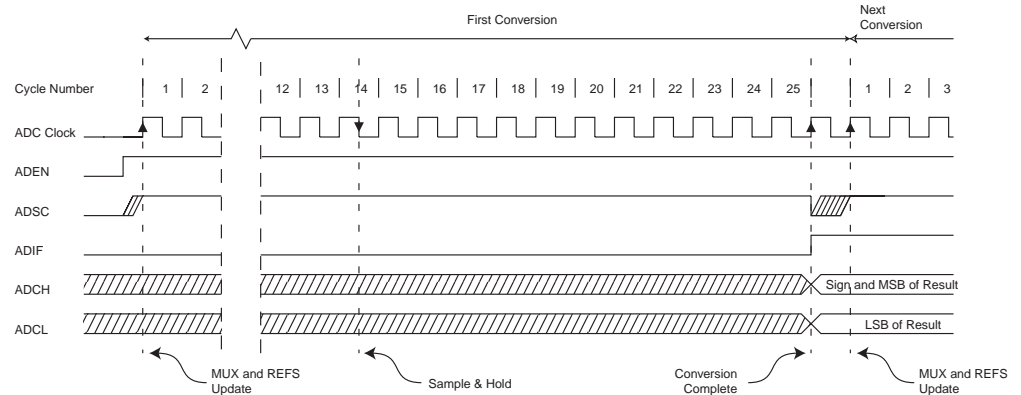 First Conversion
Next
Conversion
Cycle Number 1 2 12 13 14 15 16 17 18 19 20 21 22 23 24 25 1 2 3
ADC Clock
ADEN
ADSC
ADIF
ADCH Sign and MSB of Result
ADCL LSB of Result
MUX and REFS
Update
Sample & Hold
Conversion
Complete
MUX and REFS
Update